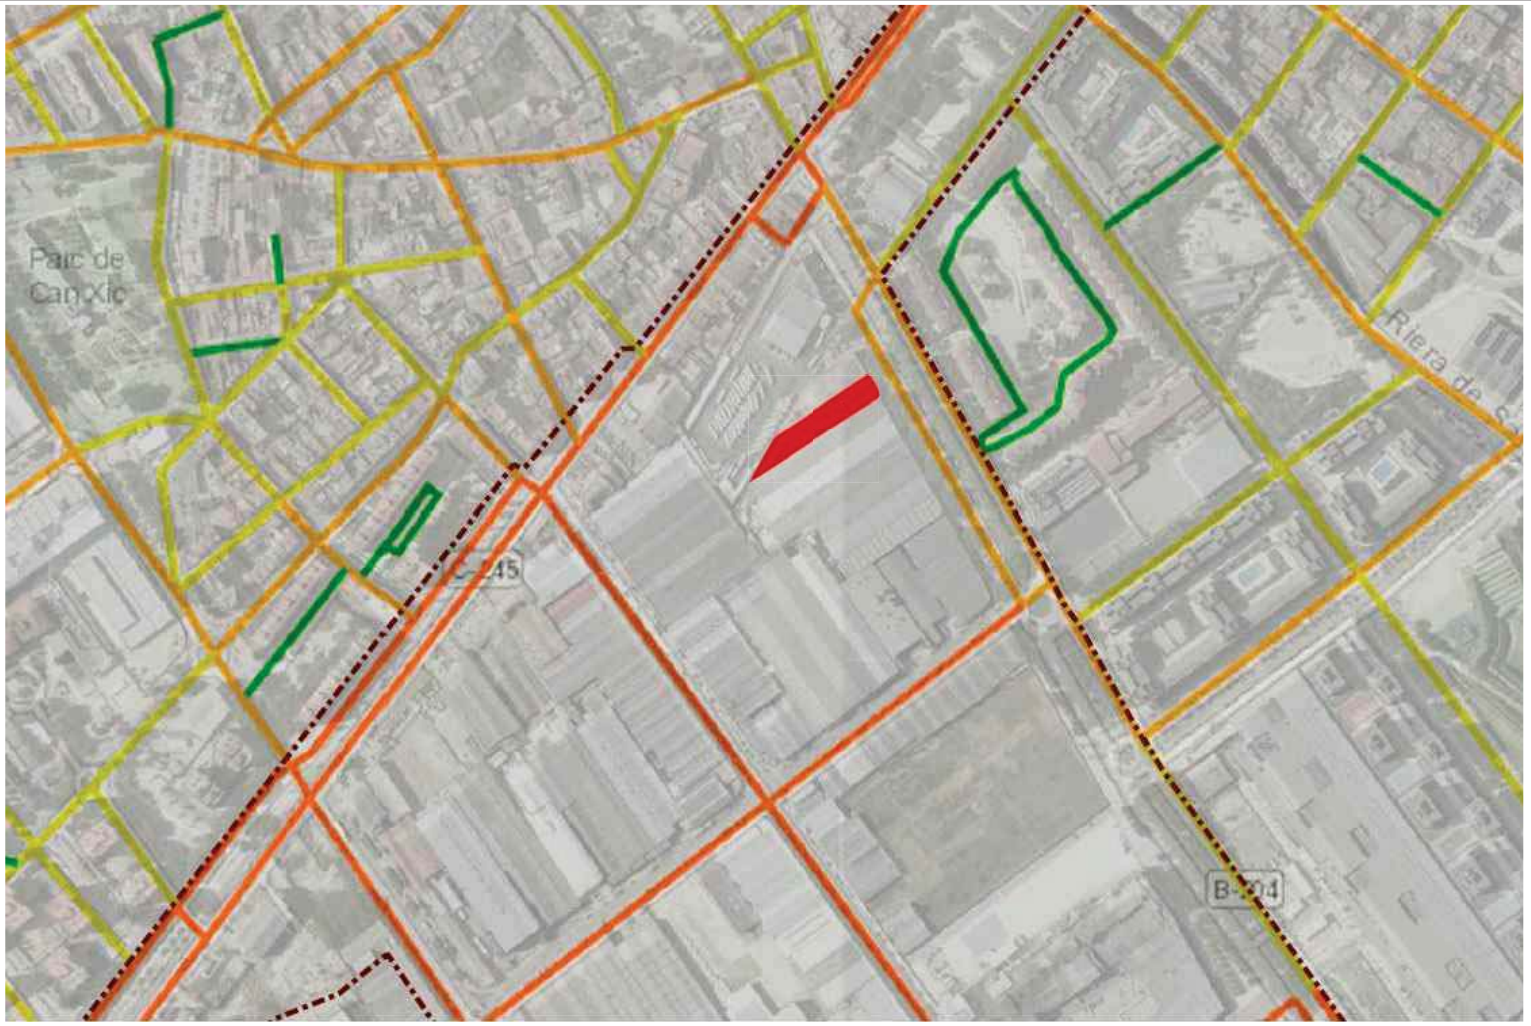 Parc de
Can Xic
Riera de S
C-245
B-204